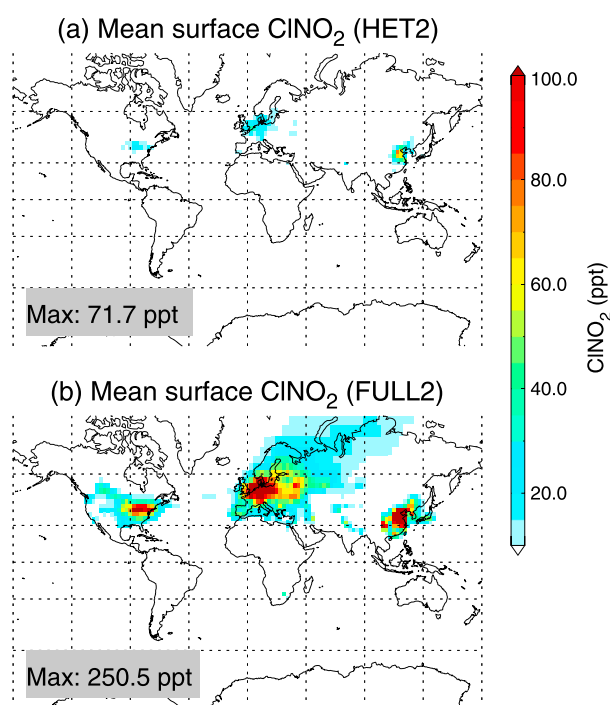 (a) Mean surface ClNO₂ (HET2)
Max: 71.7 ppt
(b) Mean surface ClNO₂ (FULL2)
Max: 250.5 ppt
100.0
80.0
60.0
40.0
20.0
ClNO₂ (ppt)